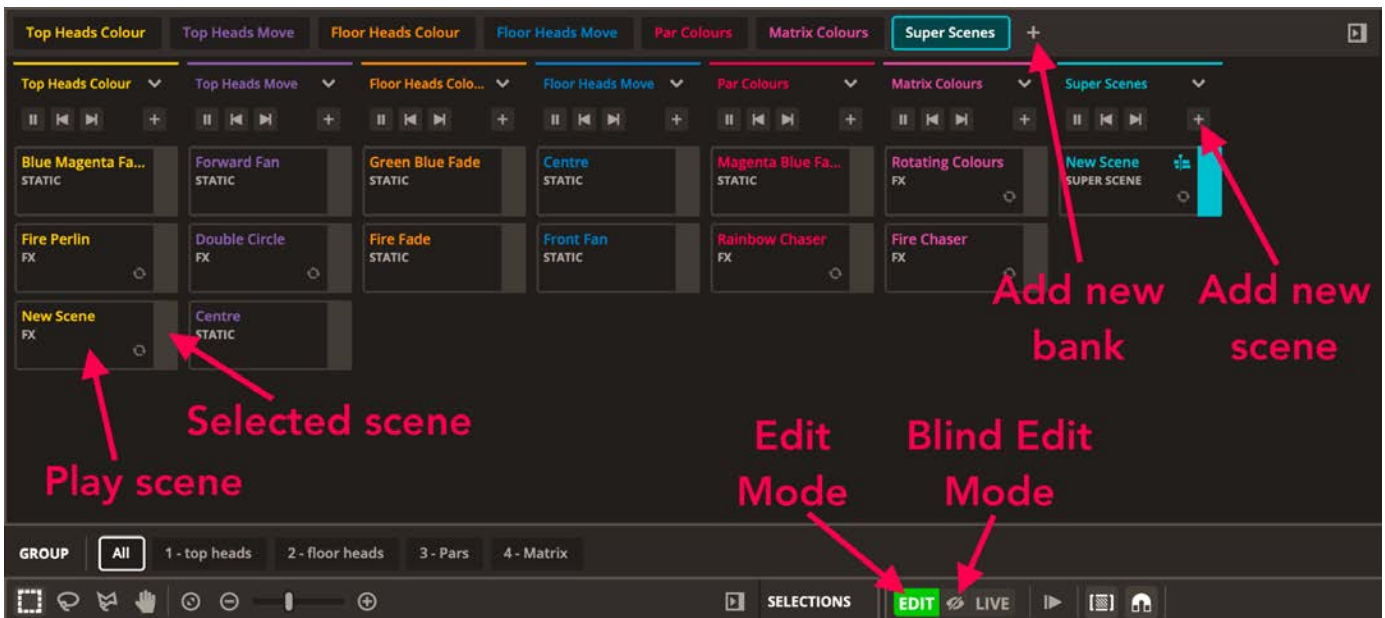 Top Heads Colour Top Heads Move Floor Heads Colour Floor Heads Move Par Colours Matrix Colours Super Scenes +
Top Heads Colour Top Heads Move Floor Heads Colo... Floor Heads Move Par Colours Matrix Colours Super Scenes
+ + + + + + +
Blue Magenta Fa... Forward Fan Green Blue Fade Centre Magenta Blue Fa... Rotating Colours New Scene
STATIC STATIC STATIC STATIC STATIC FX SUPER SCENE
Fire Perlin Double Circle Fire Fade Front Fan Rainbow Chaser Fire Chaser
FX FX STATIC STATIC FX FX
New Scene Centre
FX STATIC
Add new bank
Add new scene
Selected scene
Play scene
Edit Mode
Blind Edit Mode
GROUP All 1 - top heads 2 - floor heads 3 - Pars 4 - Matrix
SELECTIONS EDIT LIVE